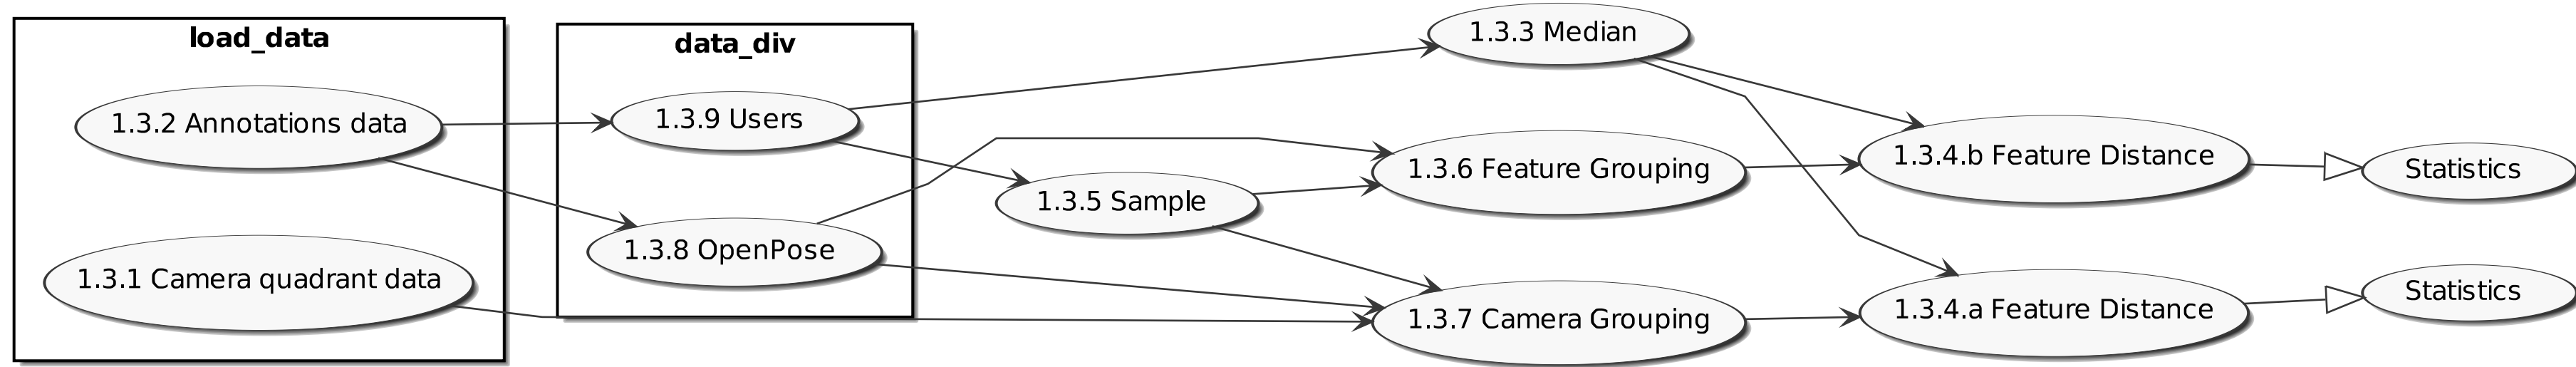 load_data
1.3.2 Annotations data
1.3.1 Camera quadrant data
data_div
1.3.9 Users
1.3.8 OpenPose
1.3.5 Sample
1.3.3 Median
1.3.6 Feature Grouping
1.3.7 Camera Grouping
1.3.4.b Feature Distance
1.3.4.a Feature Distance
Statistics
Statistics